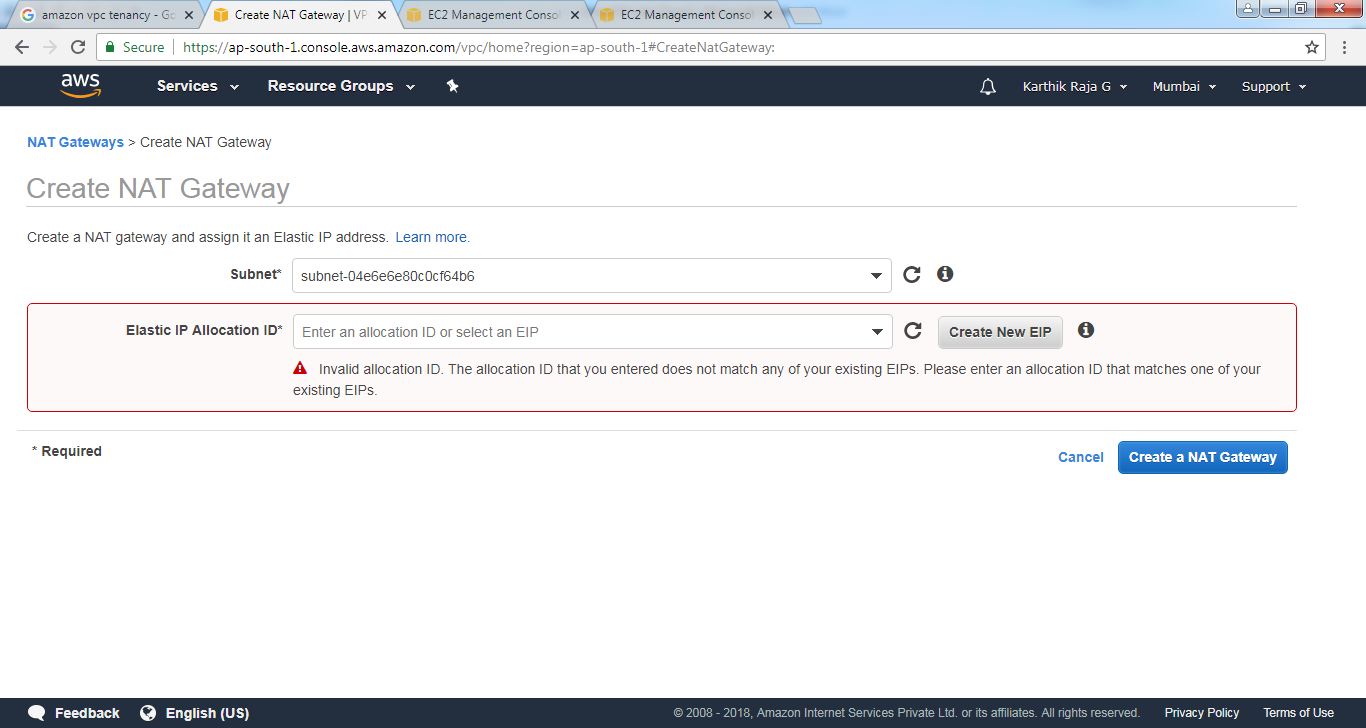 amazon vpc tenancy - Go
Create NAT Gateway | VP
EC2 Management Consol
EC2 Management Consol
Secure
https://ap-south-1.console.aws.amazon.com/vpc/home?region=ap-south-1#CreateNatGateway:
aws
Services
Resource Groups
Karthik Raja G
Mumbai
Support
NAT Gateways > Create NAT Gateway
Create NAT Gateway
Create a NAT gateway and assign it an Elastic IP address. Learn more.
Subnet*
subnet-04e6e6e80c0cf64b6
Elastic IP Allocation ID*
Enter an allocation ID or select an EIP
Create New EIP
Invalid allocation ID. The allocation ID that you entered does not match any of your existing EIPs. Please enter an allocation ID that matches one of your
existing EIPs.
* Required
Cancel
Create a NAT Gateway
Feedback
English (US)
© 2008 - 2018, Amazon Internet Services Private Ltd. or its affiliates. All rights reserved.
Privacy Policy
Terms of Use